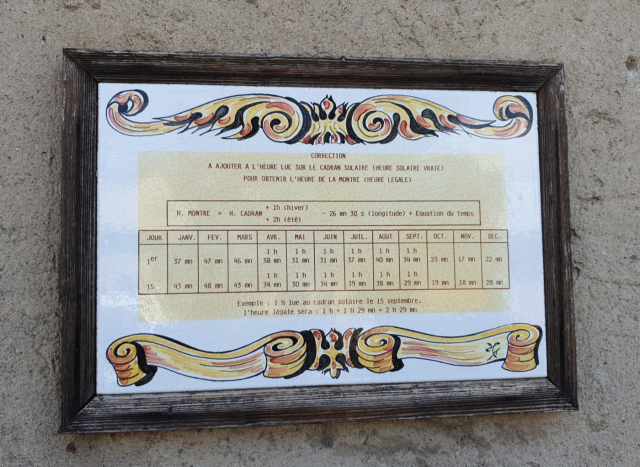 CORRECTION
A AJOUTER A L'HEURE LUE SUR LE CADRAN SOLAIRE (HEURE SOLAIRE VRAIE)
POUR OBTENIR L'HEURE DE LA MONTRE (HEURE LEGALE)
+ 1h (hiver)
H. MONTRE = H. CADRAN - 26 mn 30 s (longitude) + Equation du temps
+ 2h (été)
JOUR JANV. FEV. MARS AVR. MAI JUIN JUIL. AOUT SEPT. OCT. NOV. DEC.
1 h 1 h 1 h 1 h 1 h 1 h
1er 37 mn 47 mn 46 mn 38 mn 31 mn 31 mn 37 mn 40 mn 34 mn 23 mn 17 mn 22 mn
1 h 1 h 1 h 1 h 1 h 1 h
15 43 mn 48 mn 43 mn 34 mn 30 mn 34 mn 39 mn 38 mn 29 mn 19 mn 18 mn 28 mn
Exemple : 1 h lue au cadran solaire le 15 septembre.
l'heure légale sera : 1 h + 1 h 29 mn = 2 h 29 mn